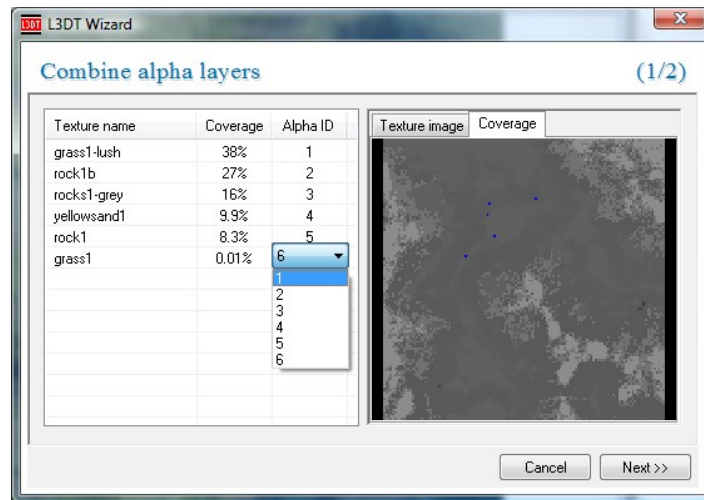 L3DT L3DT Wizard
Combine alpha layers (1/2)
Texture name Coverage Alpha ID
grass1-lush 38% 1
rock1b 27% 2
rocks1-grey 16% 3
yellowsand1 9.9% 4
rock1 8.3% 5
grass1 0.01% 6
1
2
3
4
5
6
Texture image Coverage
Cancel Next >>